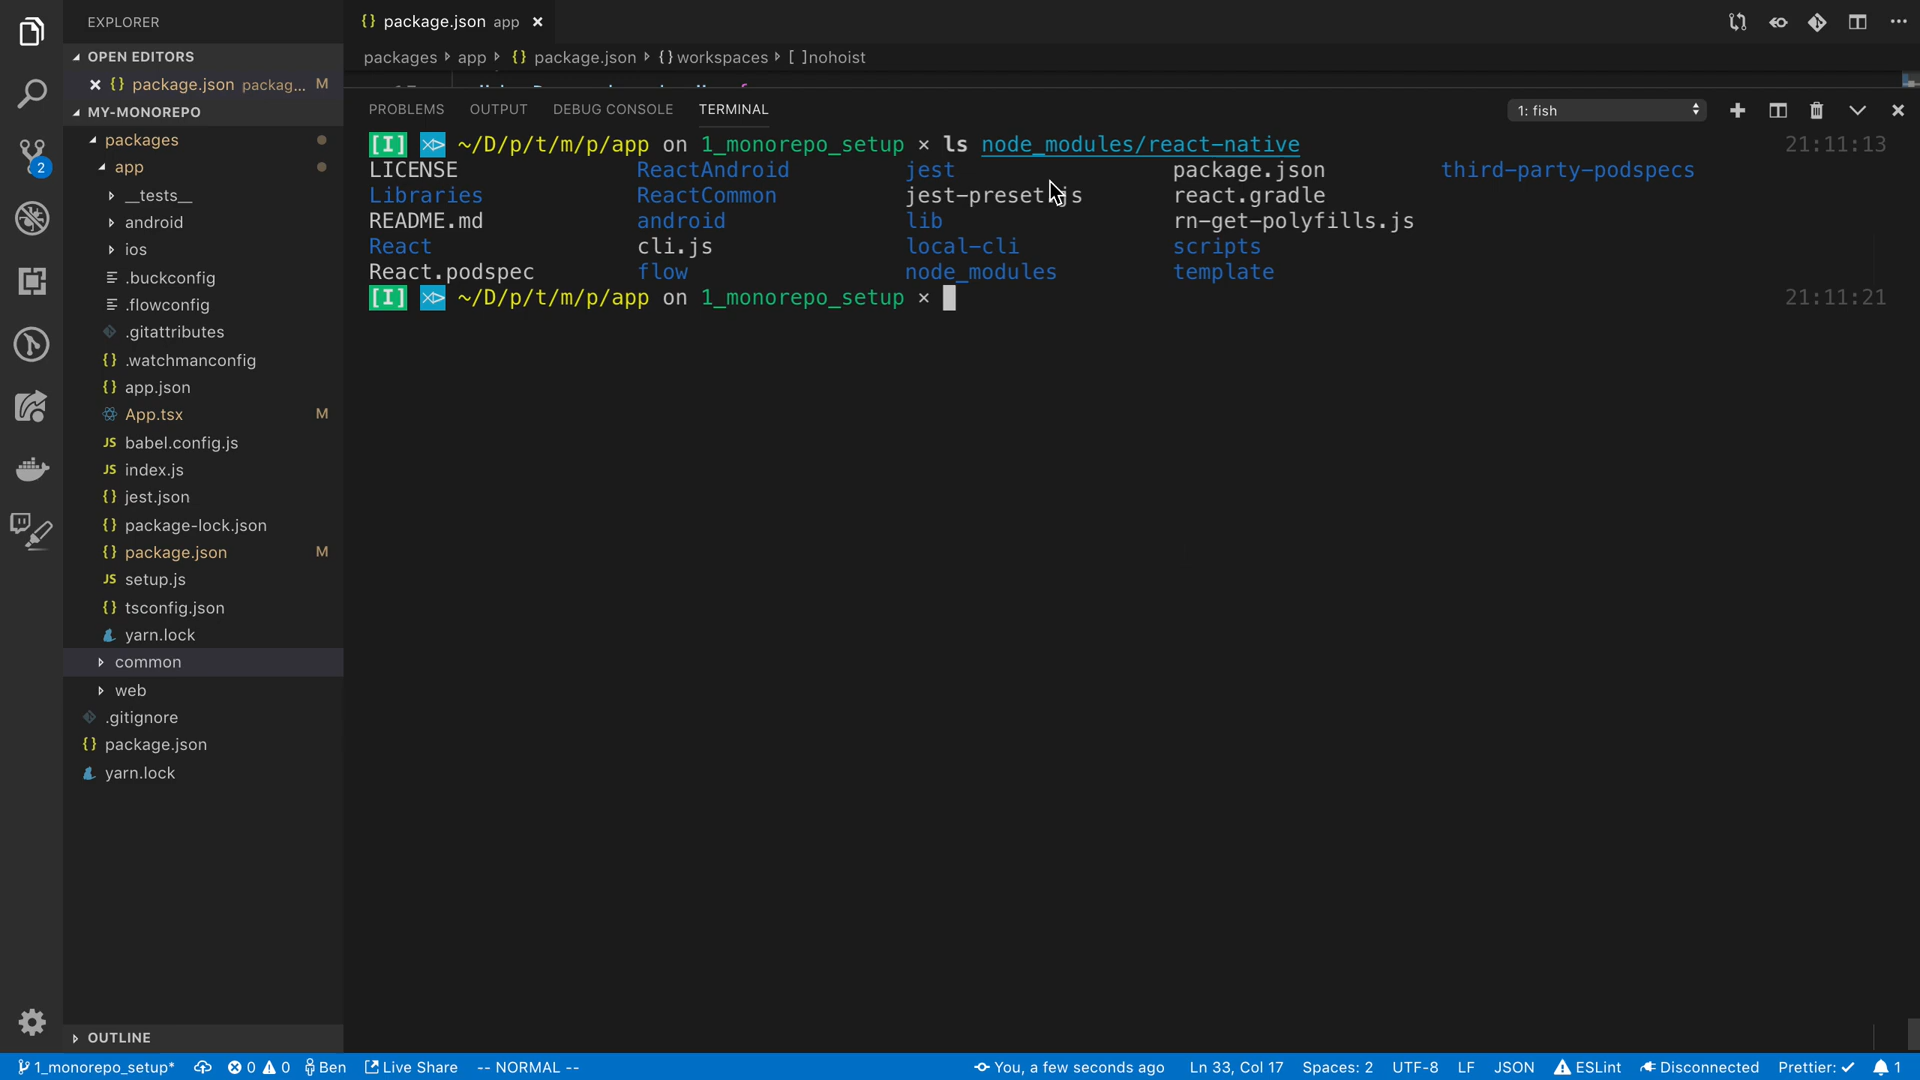 EXPLORER
OPEN EDITORS
package.json packag... M
MY-MONOREPO
packages
app
__tests__
android
ios
.buckconfig
.flowconfig
.gitattributes
.watchmanconfig
app.json
App.tsx M
babel.config.js
index.js
jest.json
package-lock.json
package.json M
setup.js
tsconfig.json
yarn.lock
common
web
.gitignore
package.json
yarn.lock
OUTLINE
2
package.json app
packages app package.json {} workspaces [ ] nohoist
PROBLEMS OUTPUT DEBUG CONSOLE TERMINAL 1: fish
[I] ~/D/p/t/m/p/app on 1_monorepo_setup × ls node_modules/react-native 21:11:13
LICENSE ReactAndroid jest package.json third-party-podspecs
Libraries ReactCommon jest-preset.js react.gradle
README.md android lib rn-get-polyfills.js
React cli.js local-cli scripts
React.podspec flow node_modules template
[I] ~/D/p/t/m/p/app on 1_monorepo_setup × 21:11:21
1_monorepo_setup* 0 0 Ben Live Share -- NORMAL -- You, a few seconds ago Ln 33, Col 17 Spaces: 2 UTF-8 LF JSON ESLint Disconnected Prettier: ✓ 1